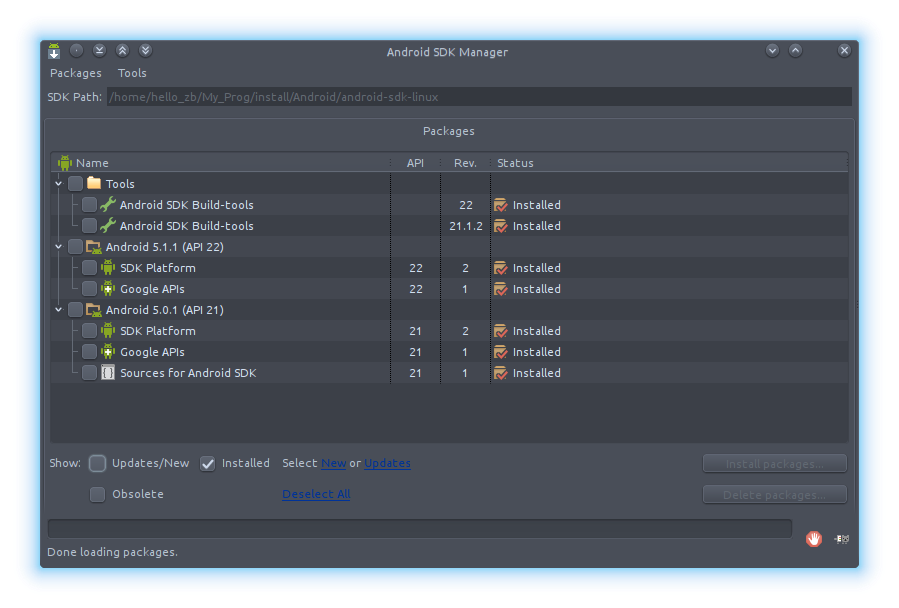 Android SDK Manager
Packages Tools
SDK Path: /home/hello_zb/My_Prog/install/Android/android-sdk-linux
Packages
Name API Rev. Status
Tools
Android SDK Build-tools 22 Installed
Android SDK Build-tools 21.1.2 Installed
Android 5.1.1 (API 22)
SDK Platform 22 2 Installed
Google APIs 22 1 Installed
Android 5.0.1 (API 21)
SDK Platform 21 2 Installed
Google APIs 21 1 Installed
Sources for Android SDK 21 1 Installed
Show: Updates/New Installed Select New or Updates Install packages...
Obsolete Deselect All Delete packages...
Done loading packages.